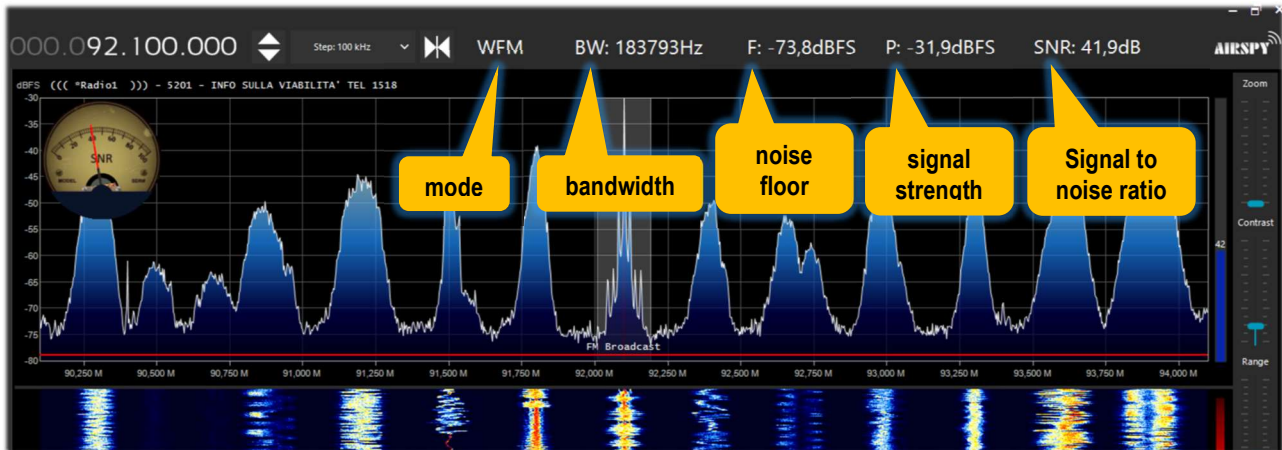 000.092.100.000 Step: 100 kHz WFM BW: 183793Hz F: -73,8dBFS P: -31,9dBFS SNR: 41,9dB AIRSPY
Zoom
dBFS ((( *Radio1 ))) - 5201 - INFO SULLA VIABILITA' TEL 1518
-30
-35
-40
-45
-50
-55
-60
-65
-70
-75
-80
SNR
mode
bandwidth
noise
floor
signal
strength
Signal to
noise ratio
Contrast
42
FM Broadcast
Range
90,250 M 90,500 M 90,750 M 91,000 M 91,250 M 91,500 M 91,750 M 92,000 M 92,250 M 92,500 M 92,750 M 93,000 M 93,250 M 93,500 M 93,750 M 94,000 M